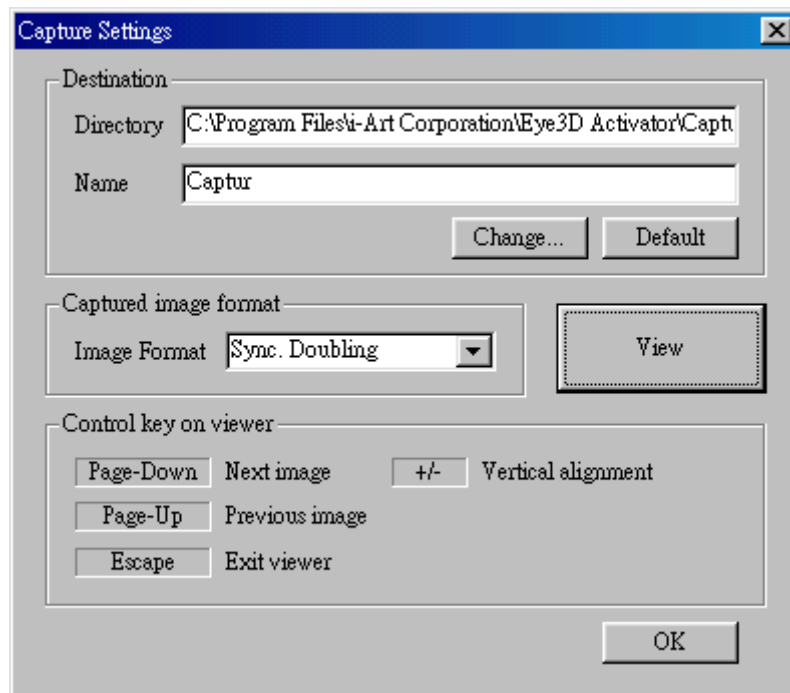 Capture Settings
Destination
Directory C:\Program Files\i-Art Corporation\Eye3D Activator\Captu
Name Captur
Change... Default
Captured image format
Image Format Sync. Doubling
View
Control key on viewer
Page-Down Next image +/- Vertical alignment
Page-Up Previous image
Escape Exit viewer
OK